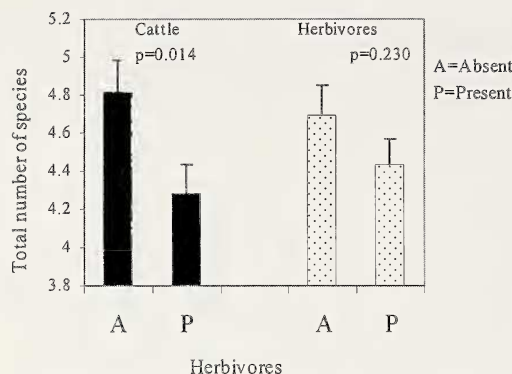 5.2
5
4.8
4.6
4.4
4.2
4
3.8
Total number of species
Cattle
p=0.014
Herbivores
p=0.230
A=Absent
P=Present
A P A P
Herbivores